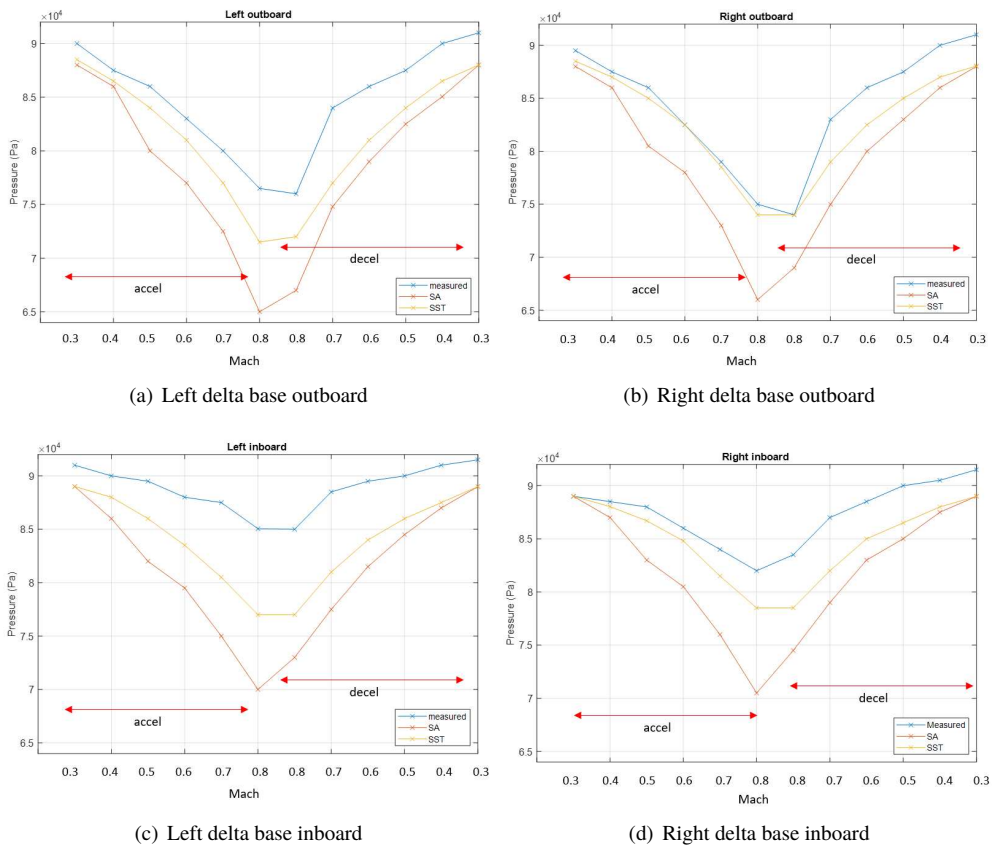 Left outboard
×10⁴
9
8.5
8
7.5
7
6.5
Pressure (Pa)
accel
decel
measured
SA
SST
0.3 0.4 0.5 0.6 0.7 0.8 0.8 0.7 0.6 0.5 0.4 0.3
Mach
(a) Left delta base outboard
Right outboard
×10⁴
9
8.5
8
7.5
7
6.5
Pressure (Pa)
accel
decel
measured
SA
SST
0.3 0.4 0.5 0.6 0.7 0.8 0.8 0.7 0.6 0.5 0.4 0.3
Mach
(b) Right delta base outboard
Left inboard
×10⁴
9
8.5
8
7.5
7
6.5
Pressure (Pa)
accel
decel
measured
SA
SST
0.3 0.4 0.5 0.6 0.7 0.8 0.8 0.7 0.6 0.5 0.4 0.3
Mach
(c) Left delta base inboard
Right inboard
×10⁴
9
8.5
8
7.5
7
6.5
Pressure (Pa)
accel
decel
Measured
SA
SST
0.3 0.4 0.5 0.6 0.7 0.8 0.8 0.7 0.6 0.5 0.4 0.3
Mach
(d) Right delta base inboard